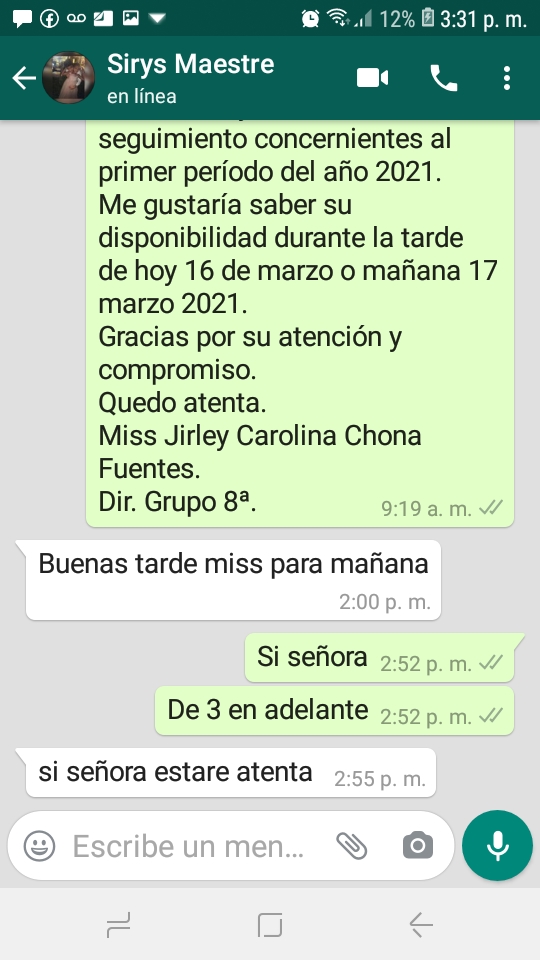 12% 3:31 p. m.
Sirys Maestre
en línea
seguimiento concernientes al
primer período del año 2021.
Me gustaría saber su
disponibilidad durante la tarde
de hoy 16 de marzo o mañana 17
marzo 2021.
Gracias por su atención y
compromiso.
Quedo atenta.
Miss Jirley Carolina Chona
Fuentes.
Dir. Grupo 8ª.
9:19 a. m.
Buenas tarde miss para mañana
2:00 p. m.
Si señora 2:52 p. m.
De 3 en adelante 2:52 p. m.
si señora estare atenta 2:55 p. m.
Escribe un men...